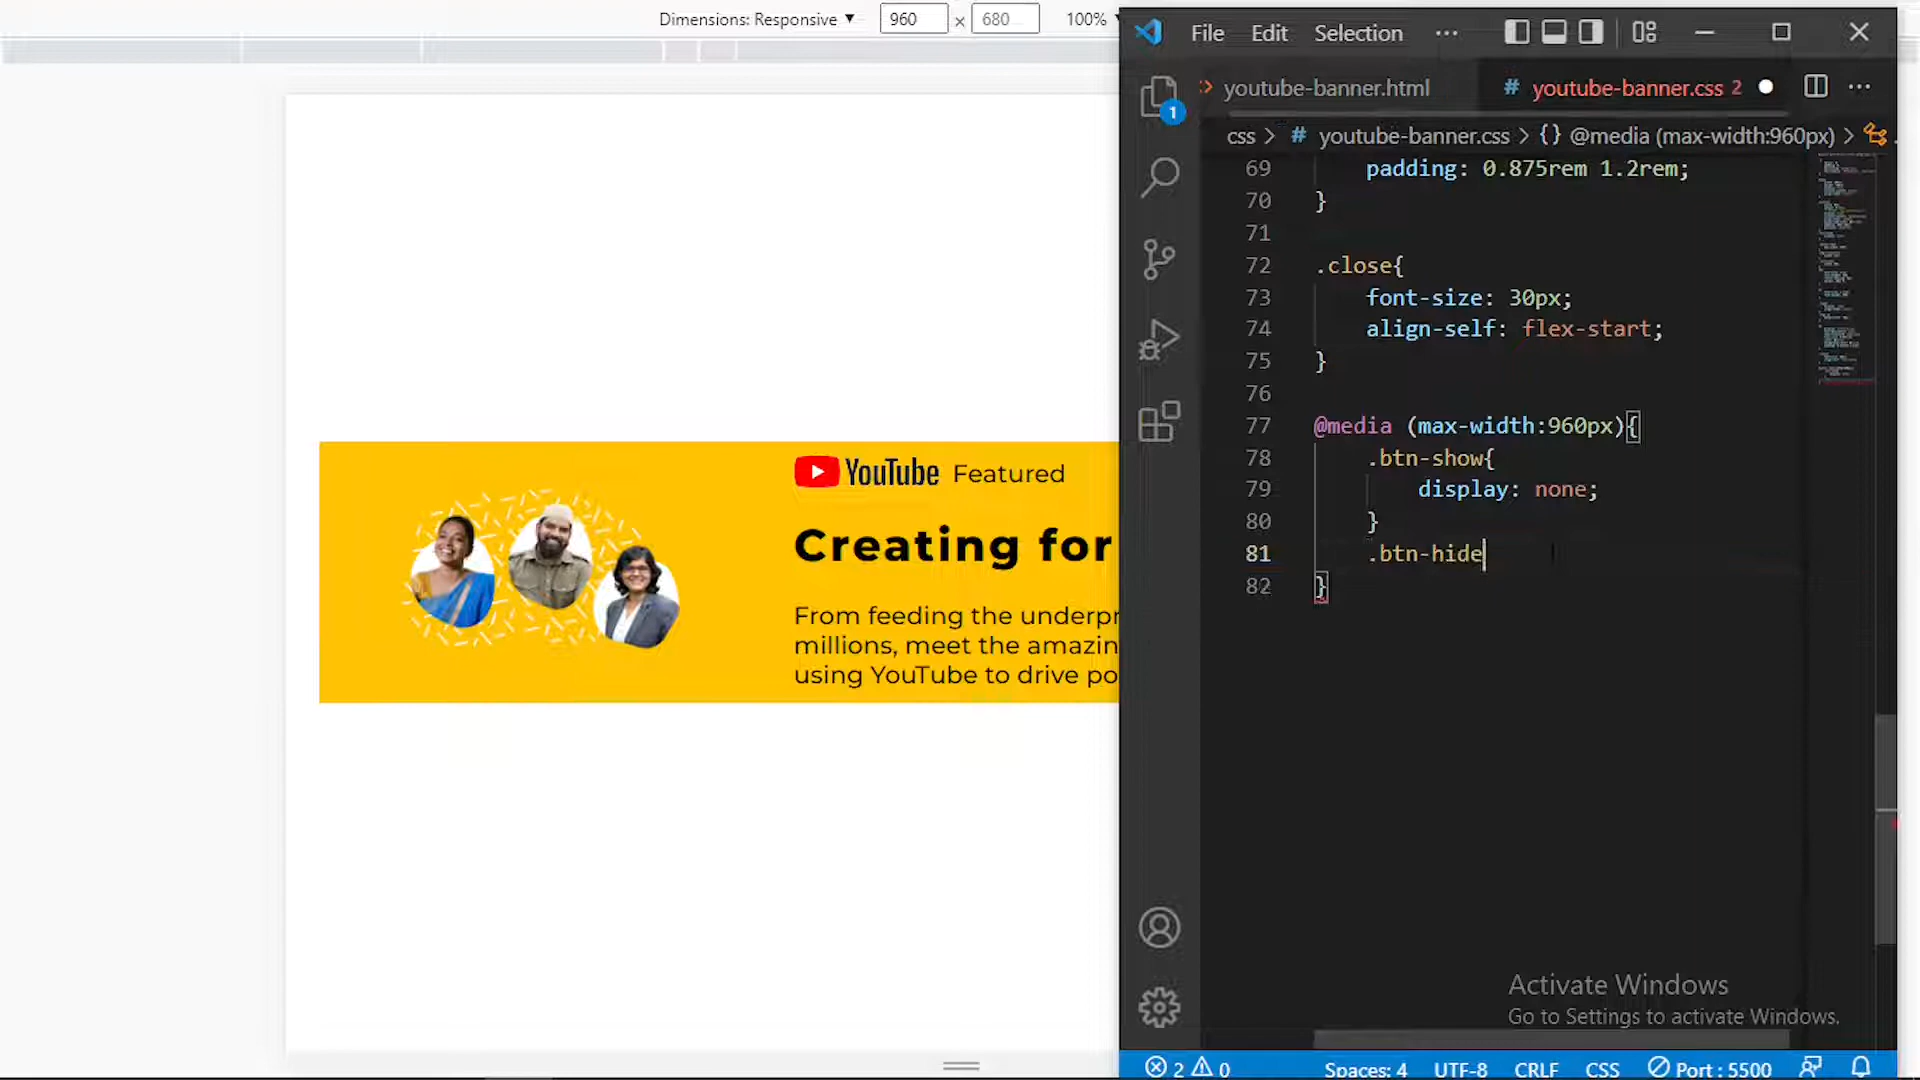 Dimensions: Responsive ▼ 960 × 680 100%
File Edit Selection ···
youtube-banner.html # youtube-banner.css 2 ● ···
1
css > # youtube-banner.css > {} @media (max-width:960px) >
69 padding: 0.875rem 1.2rem;
70 }
71
72 .close{
73 font-size: 30px;
74 align-self: flex-start;
75 }
76
77 @media (max-width:960px){
78 .btn-show{
79 display: none;
80 }
81 .btn-hide
82 }
YouTube Featured
Creating for
From feeding the underpr
millions, meet the amazin
using YouTube to drive po
Activate Windows
Go to Settings to activate Windows.
2 0 Spaces: 4 UTF-8 CRLF CSS Port : 5500